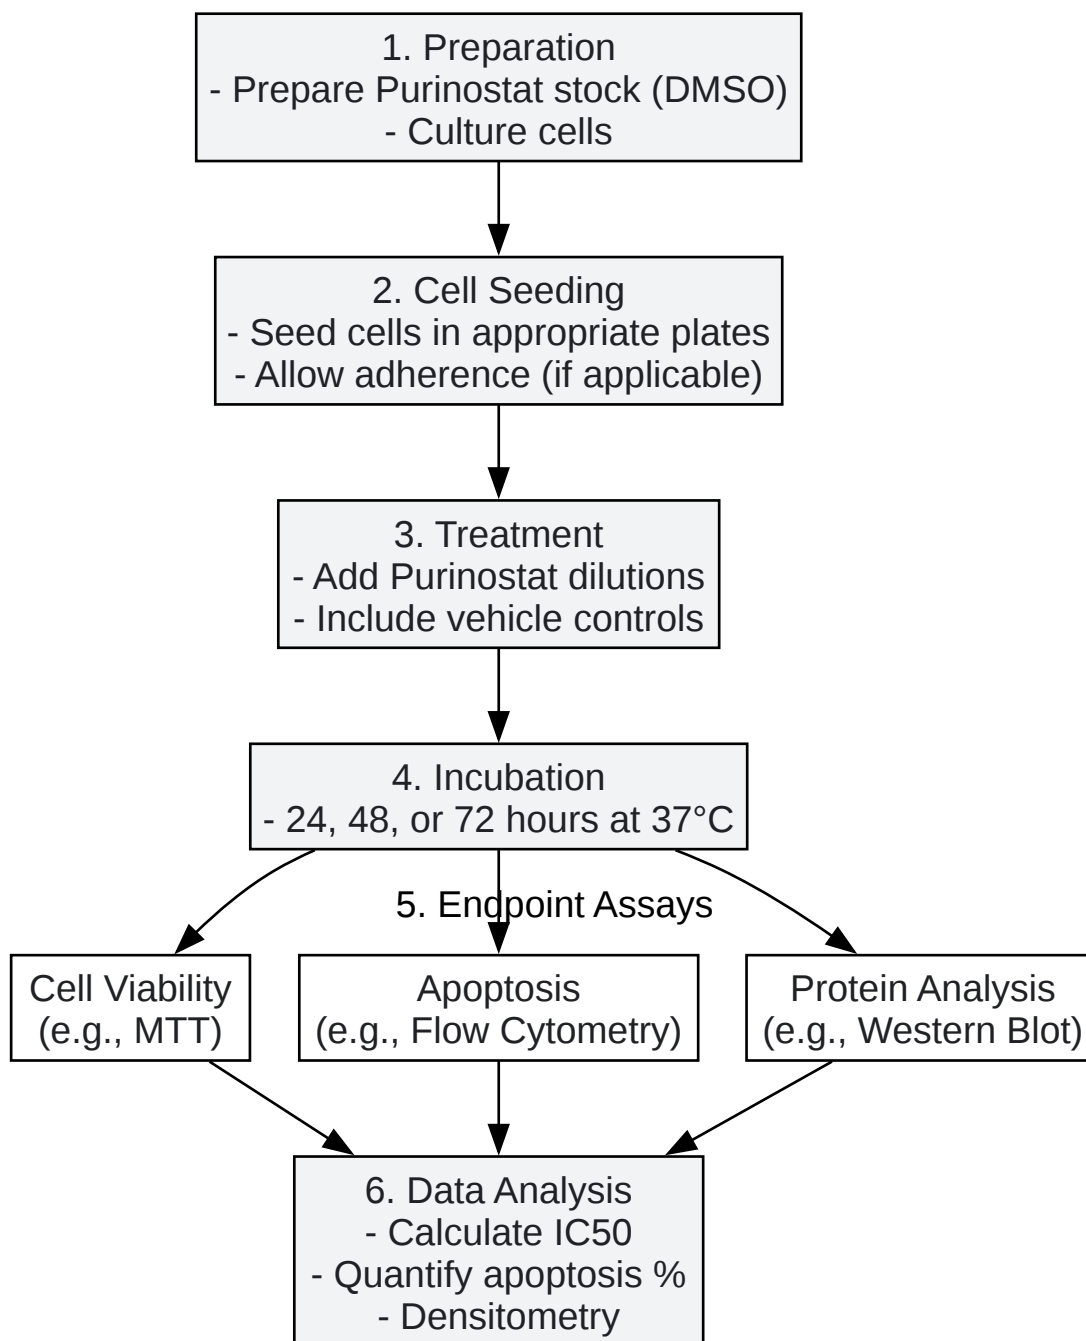 1. Preparation
- Prepare Purinostat stock (DMSO)
- Culture cells
2. Cell Seeding
- Seed cells in appropriate plates
- Allow adherence (if applicable)
3. Treatment
- Add Purinostat dilutions
- Include vehicle controls
4. Incubation
- 24, 48, or 72 hours at 37°C
5. Endpoint Assays
Cell Viability
(e.g., MTT)
Apoptosis
(e.g., Flow Cytometry)
Protein Analysis
(e.g., Western Blot)
6. Data Analysis
- Calculate IC50
- Quantify apoptosis %
- Densitometry